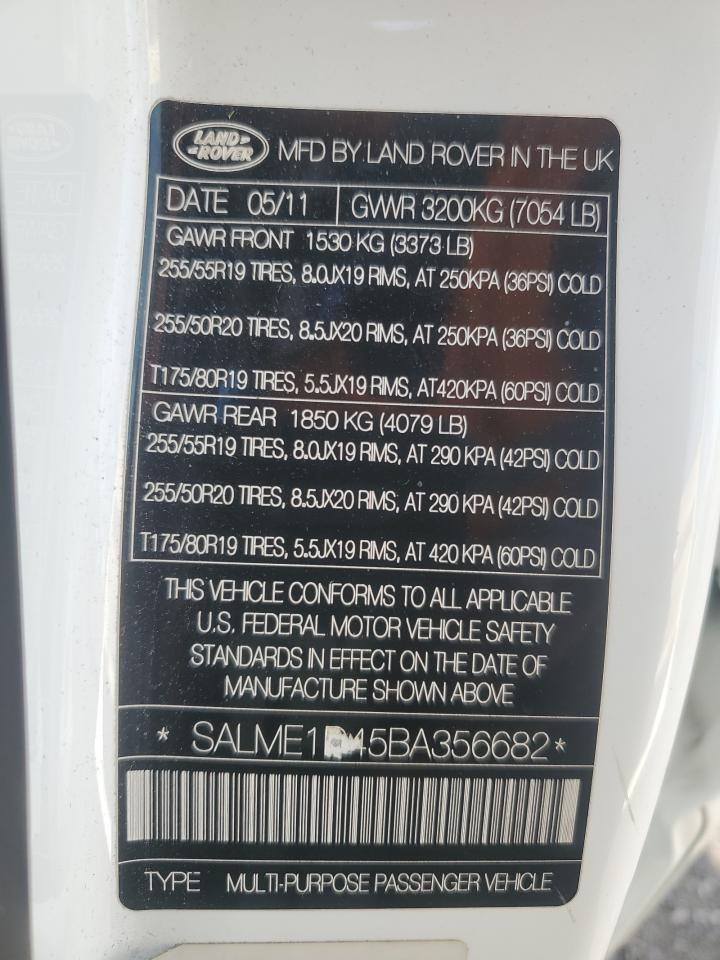 LAND ROVER MFD BY LAND ROVER IN THE UK
DATE 05/11 GVWR 3200KG (7054 LB)
GAWR FRONT 1530 KG (3373 LB)
255/55R19 TIRES, 8.0JX19 RIMS, AT 250KPA (36PSI) COLD
255/50R20 TIRES, 8.5JX20 RIMS, AT 250KPA (36PSI) COLD
T175/80R19 TIRES, 5.5JX19 RIMS, AT420KPA (60PSI) COLD
GAWR REAR 1850 KG (4079 LB)
255/55R19 TIRES, 8.0JX19 RIMS, AT 290 KPA (42PSI) COLD
255/50R20 TIRES, 8.5JX20 RIMS, AT 290 KPA (42PSI) COLD
T175/80R19 TIRES, 5.5JX19 RIMS, AT 420 KPA (60PSI) COLD
THIS VEHICLE CONFORMS TO ALL APPLICABLE
U.S. FEDERAL MOTOR VEHICLE SAFETY
STANDARDS IN EFFECT ON THE DATE OF
MANUFACTURE SHOWN ABOVE
TYPE MULTI-PURPOSE PASSENGER VEHICLE